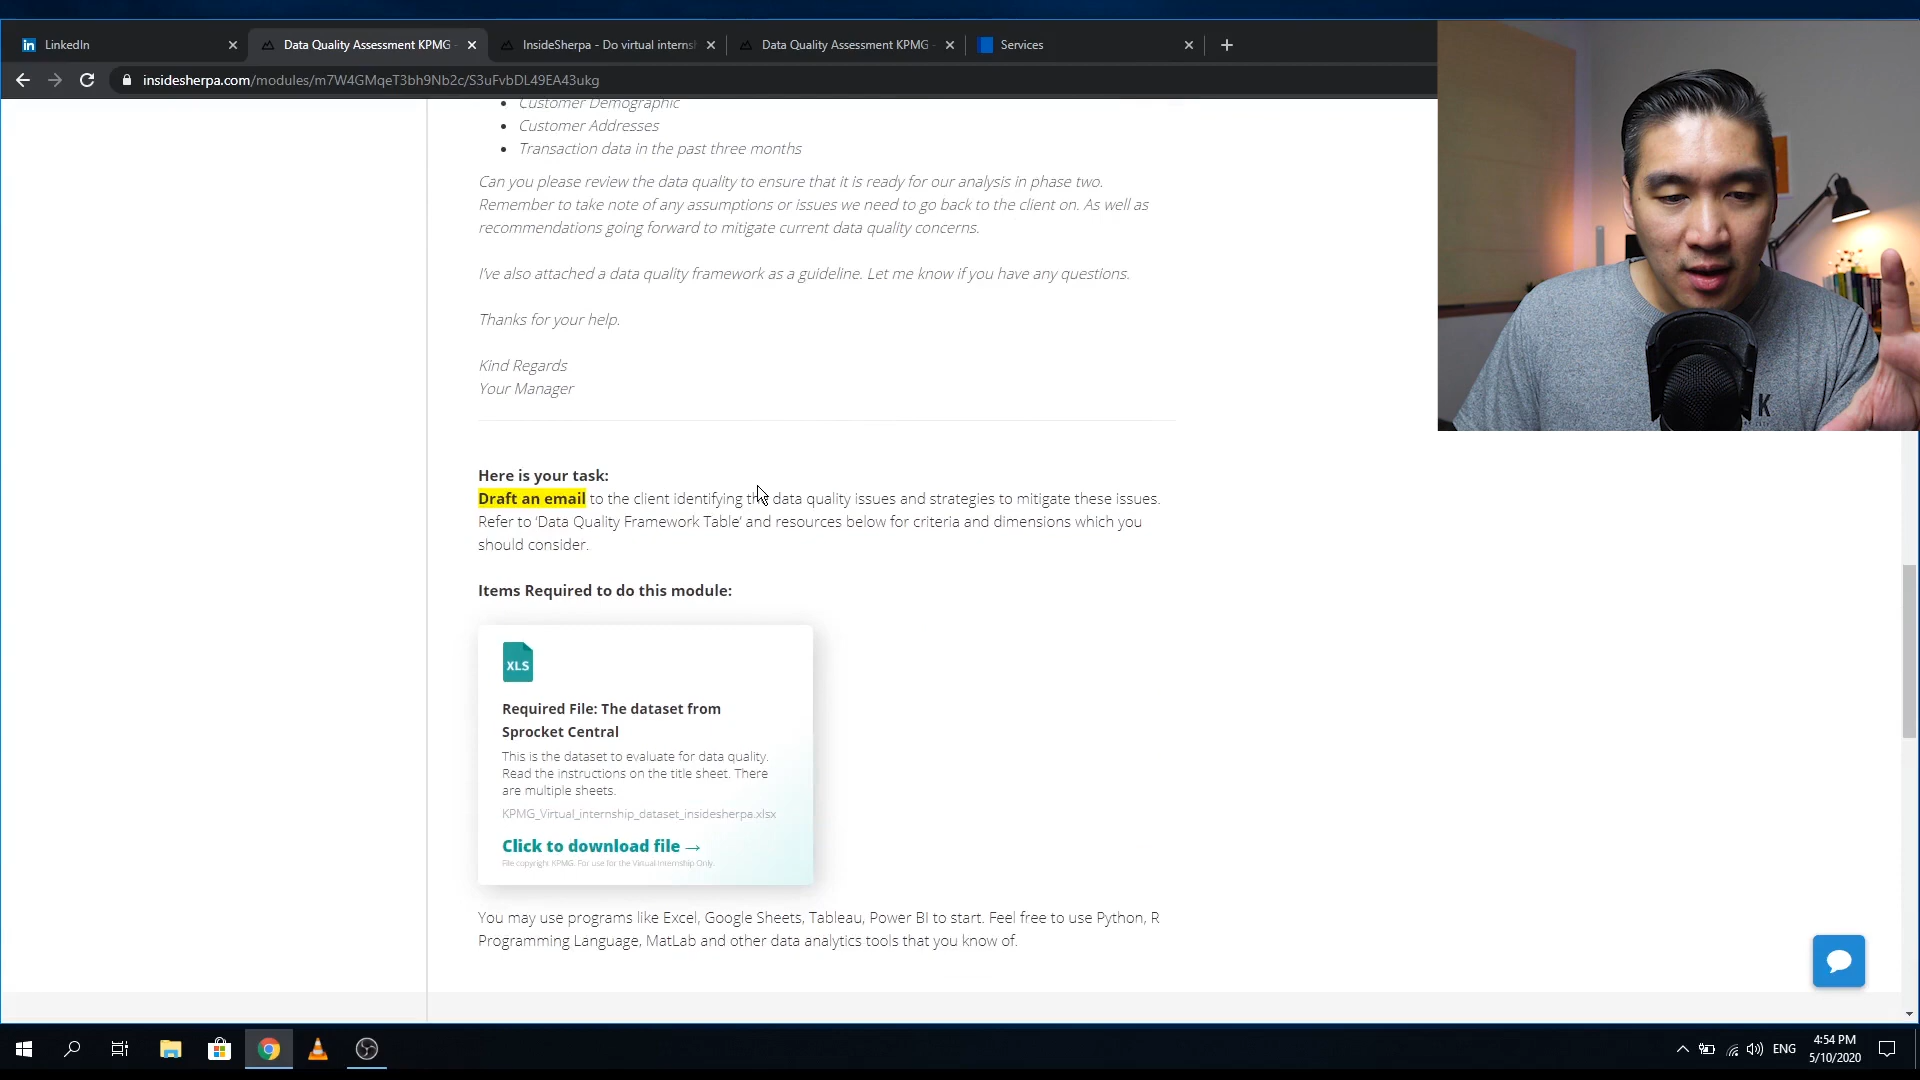 LinkedIn
Data Quality Assessment KPMG -
InsideSherpa - Do virtual interns
Data Quality Assessment KPMG -
Services
insidesherpa.com/modules/m7W4GMqeT3bh9Nb2c/S3uFvbDL49EA43ukg
Customer Demographic
Customer Addresses
Transaction data in the past three months
Can you please review the data quality to ensure that it is ready for our analysis in phase two.
Remember to take note of any assumptions or issues we need to go back to the client on. As well as
recommendations going forward to mitigate current data quality concerns.
I've also attached a data quality framework as a guideline. Let me know if you have any questions.
Thanks for your help.
Kind Regards
Your Manager
Here is your task:
Draft an email to the client identifying the data quality issues and strategies to mitigate these issues.
Refer to 'Data Quality Framework Table' and resources below for criteria and dimensions which you
should consider.
Items Required to do this module:
XLS
Required File: The dataset from
Sprocket Central
This is the dataset to evaluate for data quality.
Read the instructions on the title sheet. There
are multiple sheets.
KPMG_Virtual_internship_dataset_insidesherpa.xlsx
Click to download file →
File copyright KPMG. For use for the Virtual Internship Only.
You may use programs like Excel, Google Sheets, Tableau, Power BI to start. Feel free to use Python, R
Programming Language, MatLab and other data analytics tools that you know of.
K
ENG
4:54 PM
5/10/2020